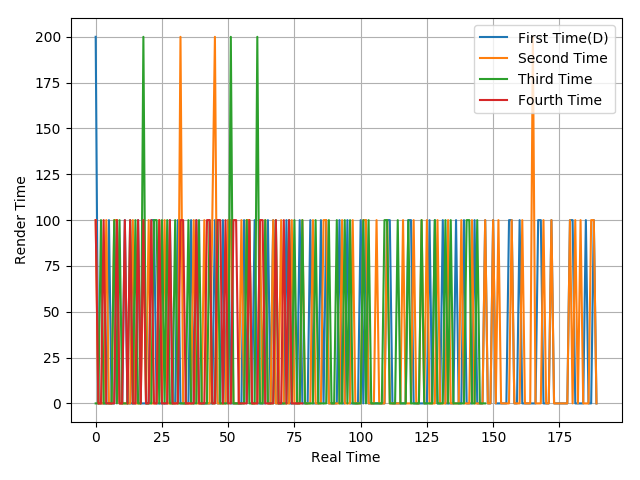 200
175
150
125
100
75
50
25
0
Render Time
First Time(D)
Second Time
Third Time
Fourth Time
0
25
50
75
100
125
150
175
Real Time